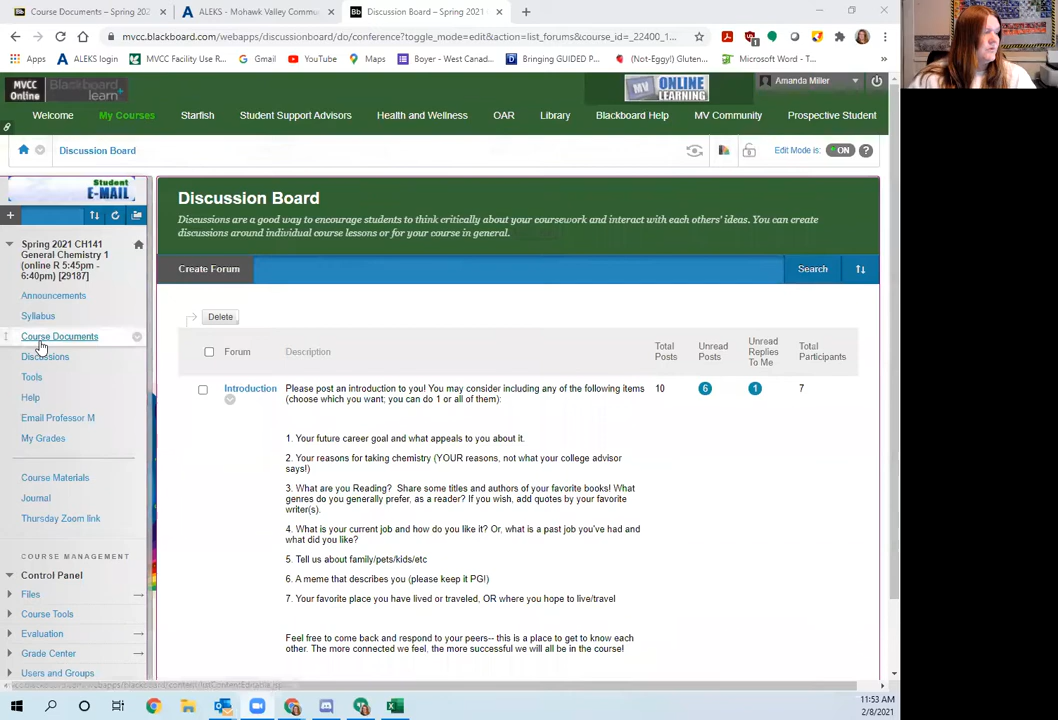 Course Documents – Spring 202
ALEKS - Mohawk Valley Commun
Discussion Board – Spring 2021
mvcc.blackboard.com/webapps/discussionboard/do/conference?toggle_mode=edit&action=list_forums&course_id=_22400_1...
Apps
ALEKS login
MVCC Facility Use R...
Gmail
YouTube
Maps
Boyer - West Canad...
Bringing GUIDED P...
(Not-Eggy!) Gluten...
Microsoft Word - T...
MVCC Online
Blackboard learn+
MV ONLINE LEARNING
Amanda Miller
Welcome
My Courses
Starfish
Student Support Advisors
Health and Wellness
OAR
Library
Blackboard Help
MV Community
Prospective Student
Discussion Board
Edit Mode is: ON ?
Student E-MAIL
Spring 2021 CH141
General Chemistry 1
(online R 5:45pm -
6:40pm) [29187]
Announcements
Syllabus
Course Documents
Discussions
Tools
Help
Email Professor M
My Grades
Course Materials
Journal
Thursday Zoom link
COURSE MANAGEMENT
Control Panel
Files
Course Tools
Evaluation
Grade Center
Users and Groups
Discussion Board
Discussions are a good way to encourage students to think critically about your coursework and interact with each others' ideas. You can create
discussions around individual course lessons or for your course in general.
Create Forum
Search
Delete
Forum
Description
Total Posts
Unread Posts
Unread Replies To Me
Total Participants
Introduction
Please post an introduction to you! You may consider including any of the following items
(choose which you want; you can do 1 or all of them):
10
6
1
7
1. Your future career goal and what appeals to you about it.
2. Your reasons for taking chemistry (YOUR reasons, not what your college advisor
says!)
3. What are you Reading? Share some titles and authors of your favorite books! What
genres do you generally prefer, as a reader? If you wish, add quotes by your favorite
writer(s).
4. What is your current job and how do you like it? Or, what is a past job you've had and
what did you like?
5. Tell us about family/pets/kids/etc
6. A meme that describes you (please keep it PG!)
7. Your favorite place you have lived or traveled, OR where you hope to live/travel
Feel free to come back and respond to your peers-- this is a place to get to know each
other. The more connected we feel, the more successful we will all be in the course!
11:53 AM
2/8/2021